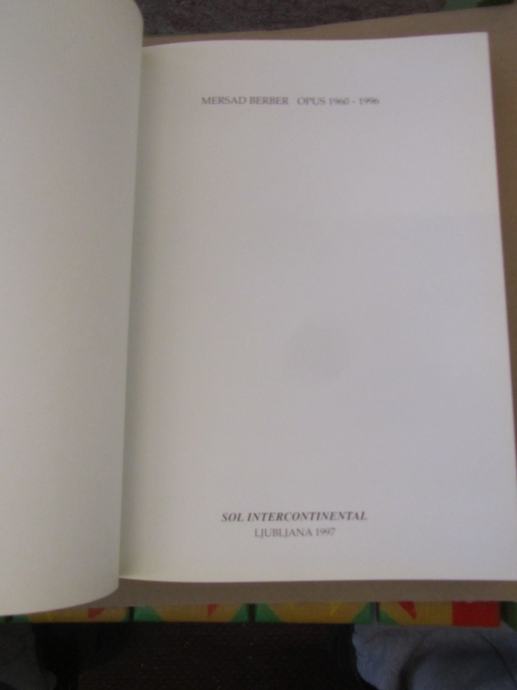 MERSAD BERBER OPUS 1960 - 1996
SOL INTERCONTINENTAL
LJUBLJANA 1997